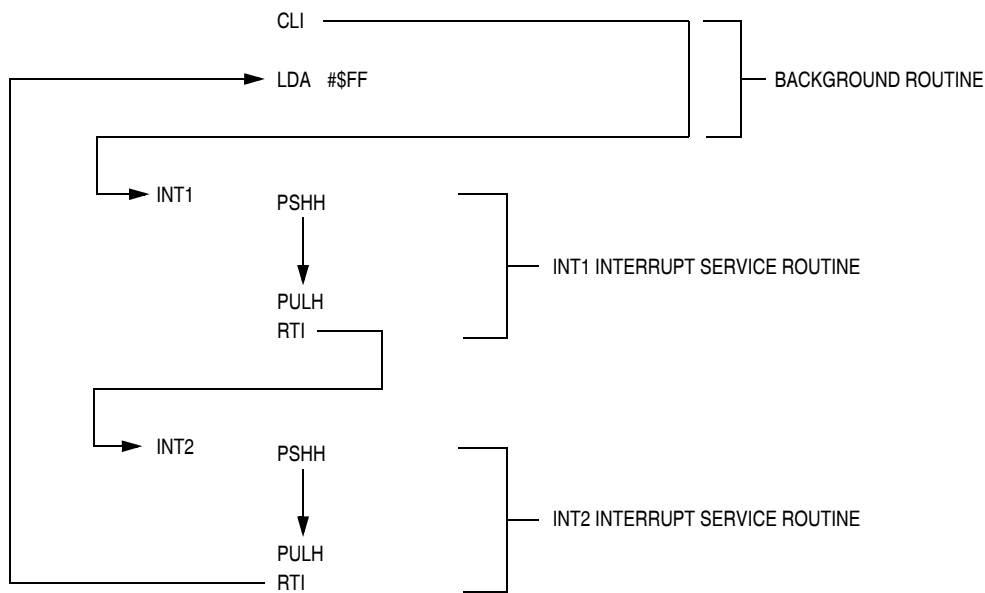 CLI
LDA #$FF
BACKGROUND ROUTINE
INT1
PSHH
INT1 INTERRUPT SERVICE ROUTINE
PULH
RTI
INT2
PSHH
INT2 INTERRUPT SERVICE ROUTINE
PULH
RTI